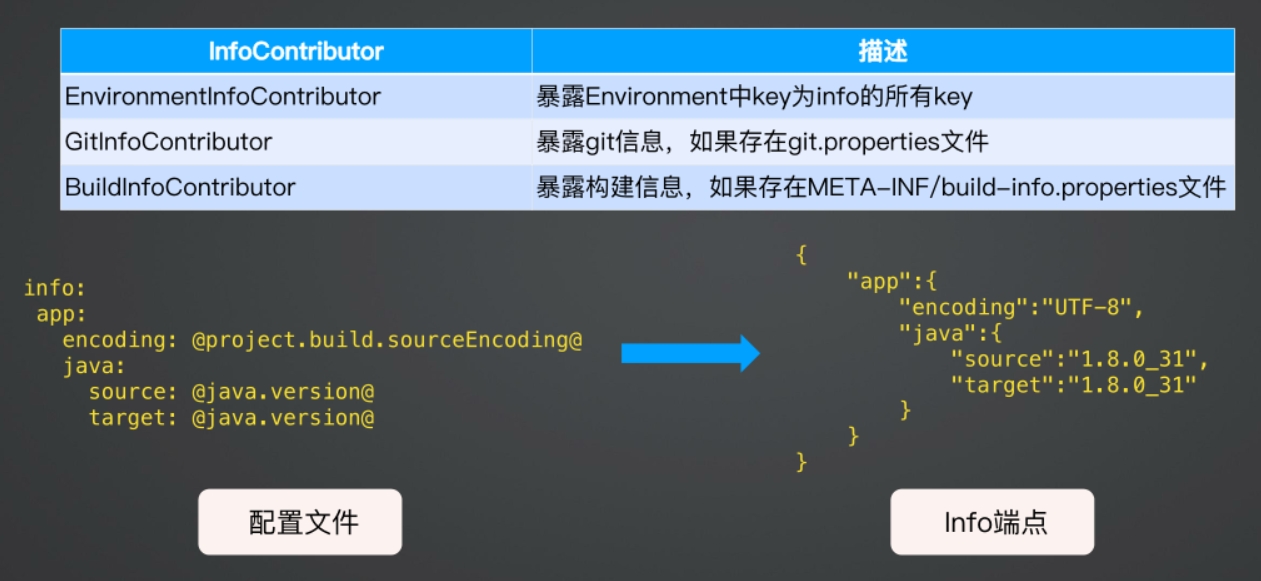 InfoContributor 描述
EnvironmentInfoContributor 暴露Environment中key为info的所有key
GitInfoContributor 暴露git信息，如果存在git.properties文件
BuildInfoContributor 暴露构建信息，如果存在META-INF/build-info.properties文件
info:
app:
encoding: @project.build.sourceEncoding@
java:
source: @java.version@
target: @java.version@
配置文件
{
"app":{
"encoding":"UTF-8",
"java":{
"source":"1.8.0_31",
"target":"1.8.0_31"
}
}
}
Info端点